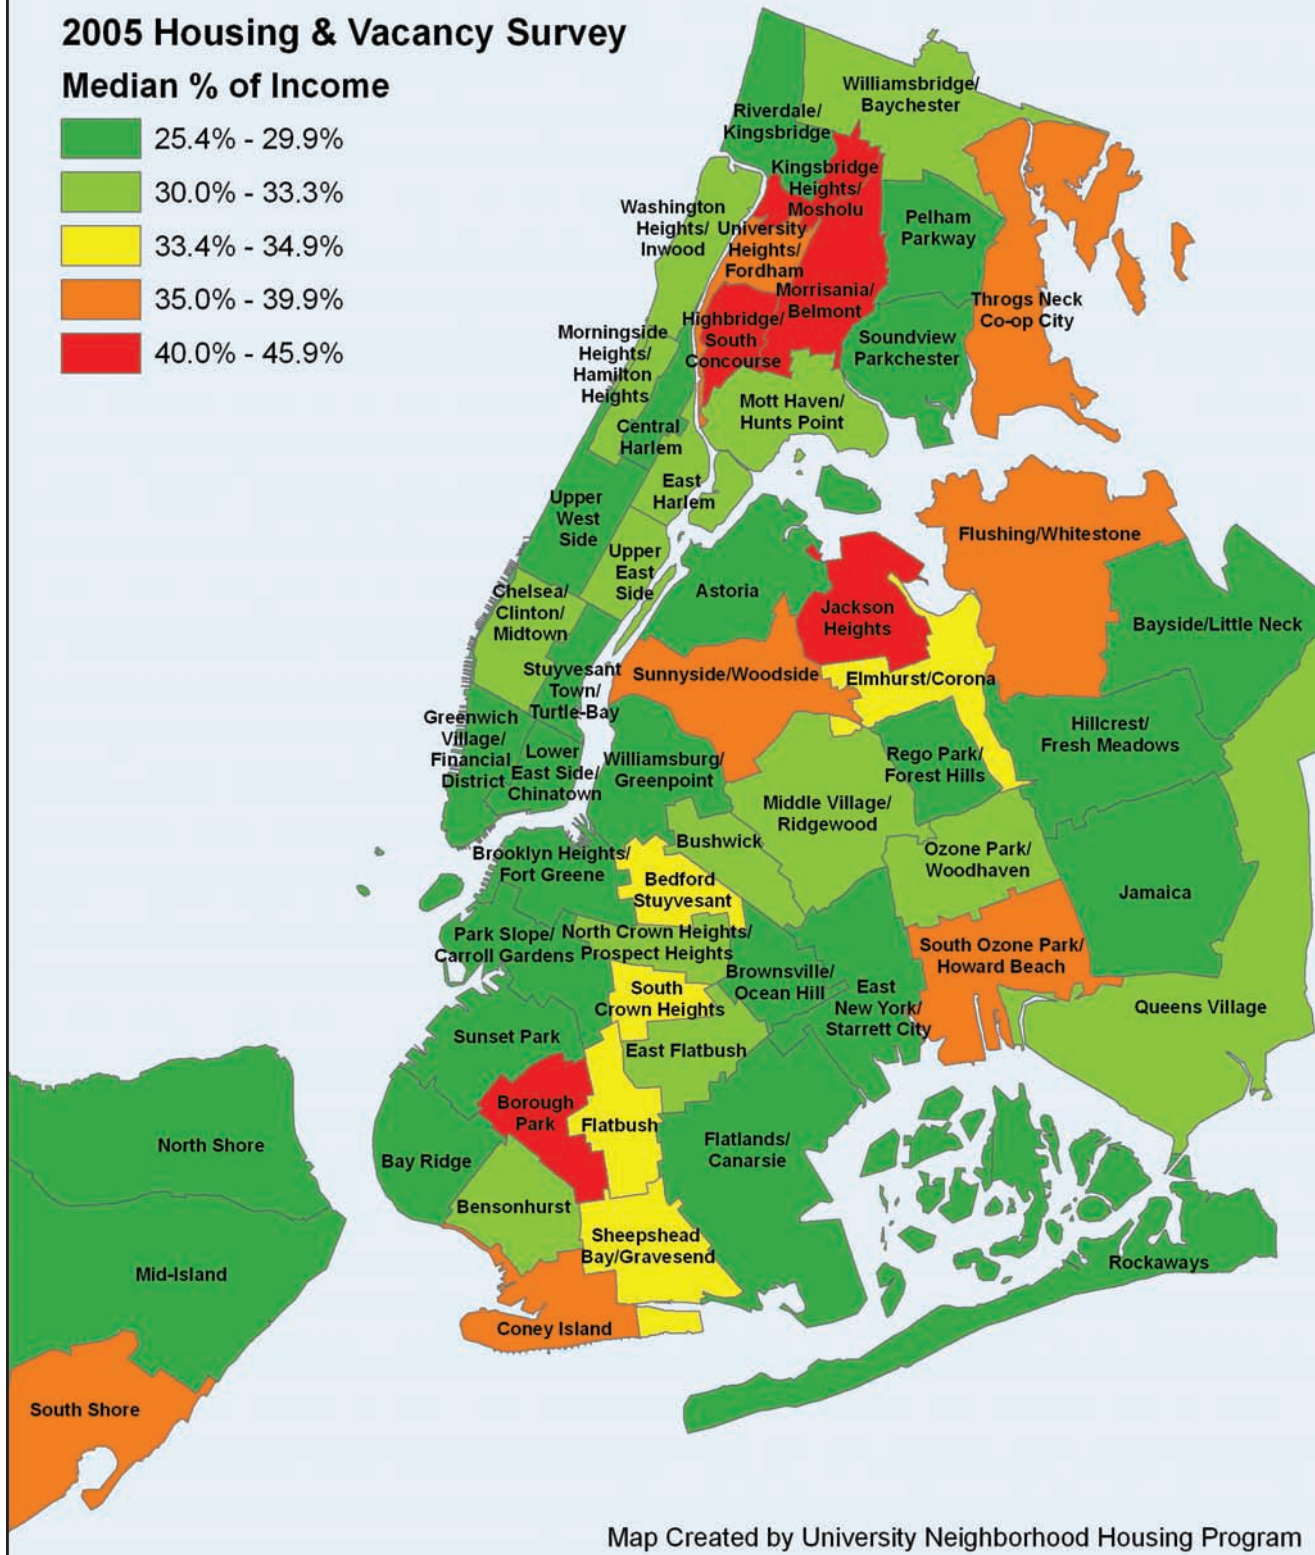 2005 Housing & Vacancy Survey
Median % of Income
25.4% - 29.9%
30.0% - 33.3%
33.4% - 34.9%
35.0% - 39.9%
40.0% - 45.9%
Williamsbridge/
Baychester
Riverdale/
Kingsbridge
Kingsbridge
Heights/
Mosholu
Washington
Heights/
Inwood
University
Heights/
Fordham
Pelham
Parkway
Morrisania/
Belmont
Throgs Neck
Co-op City
Highbridge/
South
Concourse
Soundview
Parkchester
Morningside
Heights/
Hamilton
Heights
Mott Haven/
Hunts Point
Central
Harlem
East
Harlem
Upper
West
Side
Upper
East
Side
Flushing/Whitestone
Astoria
Jackson
Heights
Bayside/Little Neck
Chelsea/
Clinton/
Midtown
Stuyvesant
Town/
Turtle-Bay
Sunnyside/Woodside
Elmhurst/Corona
Greenwich
Village/
Financial
District
Lower
East Side/
Chinatown
Williamsburg/
Greenpoint
Rego Park/
Forest Hills
Hillcrest/
Fresh Meadows
Middle Village/
Ridgewood
Bushwick
Ozone Park/
Woodhaven
Brooklyn Heights/
Fort Greene
Bedford
Stuyvesant
Jamaica
Park Slope/
Carroll Gardens
North Crown Heights/
Prospect Heights
South Ozone Park/
Howard Beach
Brownsville/
Ocean Hill
South
Crown Heights
East
New York/
Starrett City
Queens Village
Sunset Park
East Flatbush
Borough
Park
Flatbush
North Shore
Bay Ridge
Flatlands/
Canarsie
Bensonhurst
Sheepshead
Bay/Gravesend
Mid-Island
Rockaways
Coney Island
South Shore
Map Created by University Neighborhood Housing Program